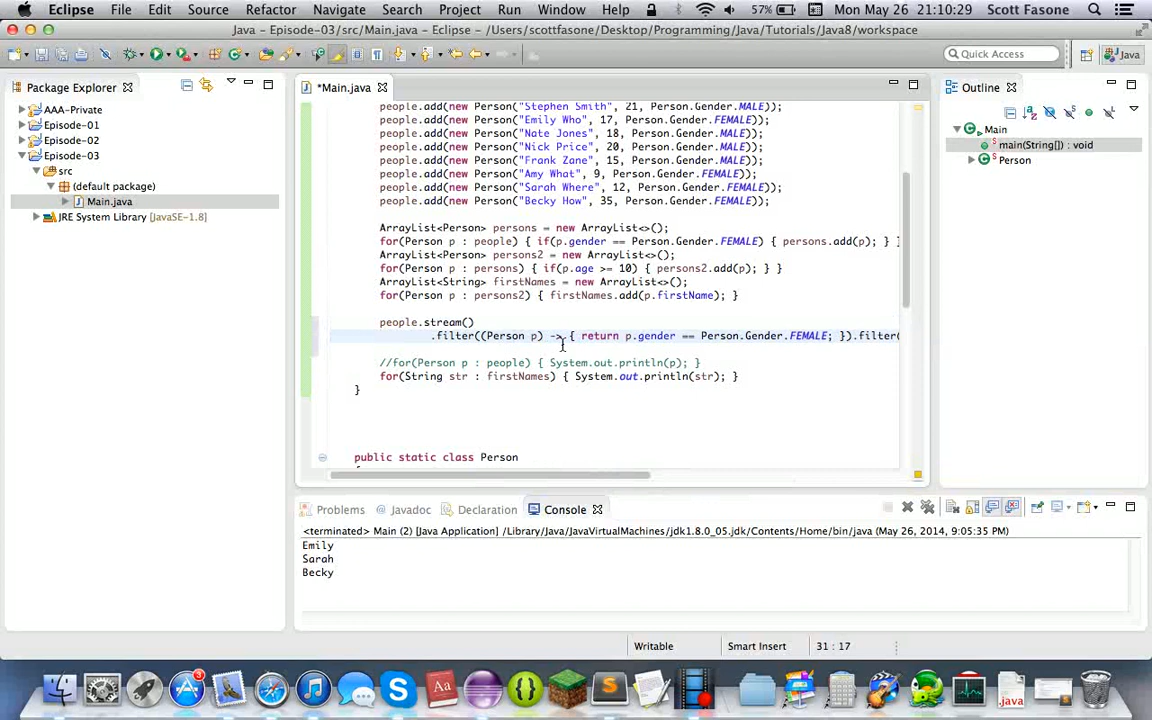 Eclipse File Edit Source Refactor Navigate Search Project Run Window Help 57% Mon May 26 21:10:29 Scott Fasone
Java - Episode-03/src/Main.java - Eclipse - /Users/scottfasone/Desktop/Programming/Java/Tutorials/Java8/workspace
Quick Access Java
Package Explorer
AAA-Private
Episode-01
Episode-02
Episode-03
src
(default package)
Main.java
JRE System Library [JavaSE-1.8]
*Main.java
people.add(new Person("Stephen Smith", 21, Person.Gender.MALE));
people.add(new Person("Emily Who", 17, Person.Gender.FEMALE));
people.add(new Person("Nate Jones", 18, Person.Gender.MALE));
people.add(new Person("Nick Price", 20, Person.Gender.MALE));
people.add(new Person("Frank Zane", 15, Person.Gender.MALE));
people.add(new Person("Amy What", 9, Person.Gender.FEMALE));
people.add(new Person("Sarah Where", 12, Person.Gender.FEMALE));
people.add(new Person("Becky How", 35, Person.Gender.FEMALE));
ArrayList<Person> persons = new ArrayList<>();
for(Person p : people) { if(p.gender == Person.Gender.FEMALE) { persons.add(p); } }
ArrayList<Person> persons2 = new ArrayList<>();
for(Person p : persons) { if(p.age >= 10) { persons2.add(p); } }
ArrayList<String> firstNames = new ArrayList<>();
for(Person p : persons2) { firstNames.add(p.firstName); }
people.stream()
.filter((Person p) -> { return p.gender == Person.Gender.FEMALE; }).filter(
//for(Person p : people) { System.out.println(p); }
for(String str : firstNames) { System.out.println(str); }
}
public static class Person
Outline
Main
main(String[]) : void
Person
Problems Javadoc Declaration Console
<terminated> Main (2) [Java Application] /Library/Java/JavaVirtualMachines/jdk1.8.0_05.jdk/Contents/Home/bin/java (May 26, 2014, 9:05:35 PM)
Emily
Sarah
Becky
Writable Smart Insert 31 : 17